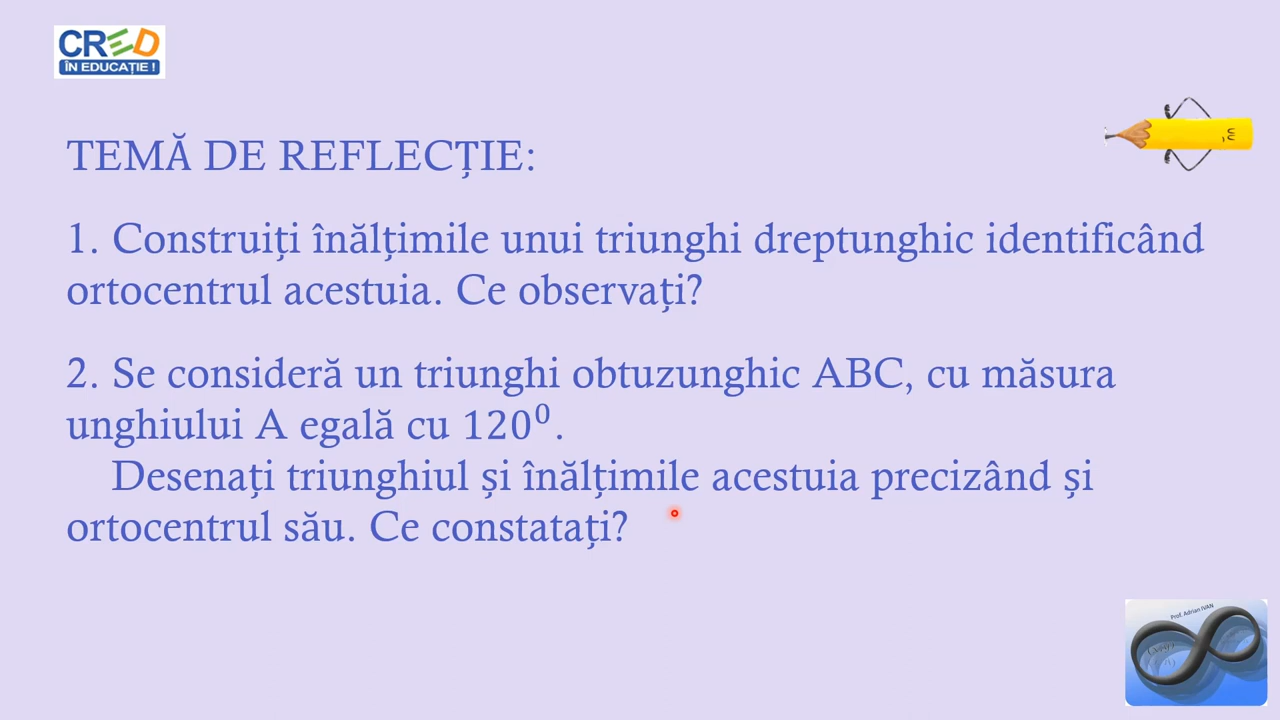 CRED
ÎN EDUCAȚIE !
TEMĂ DE REFLECȚIE:
1. Construiți înălțimile unui triunghi dreptunghic identificând
ortocentrul acestuia. Ce observați?
2. Se consideră un triunghi obtuzunghic ABC, cu măsura
unghiului A egală cu 120⁰.
Desenați triunghiul și înălțimile acestuia precizând și
ortocentrul său. Ce constatați?
Prof. Adrian IVAN